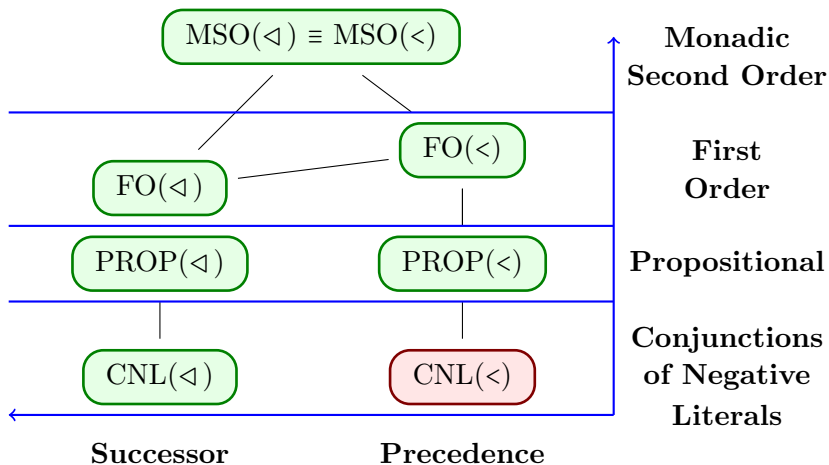 MSO(⊲) ≡ MSO(<)
Monadic
Second Order
FO(⊲)
FO(<)
First
Order
PROP(⊲)
PROP(<)
Propositional
CNL(⊲)
CNL(<)
Conjunctions
of Negative
Literals
Successor
Precedence